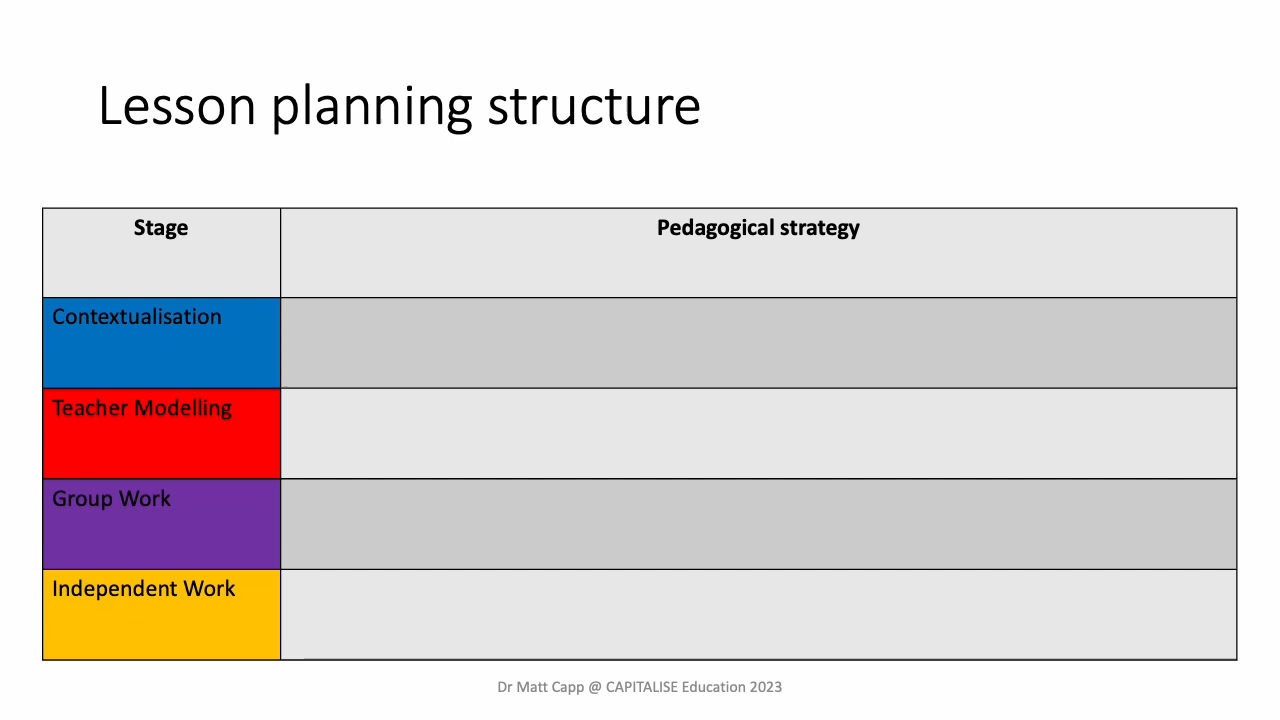 Lesson planning structure
Stage
Pedagogical strategy
Contextualisation
Teacher Modelling
Group Work
Independent Work
Dr Matt Capp @ CAPITALISE Education 2023